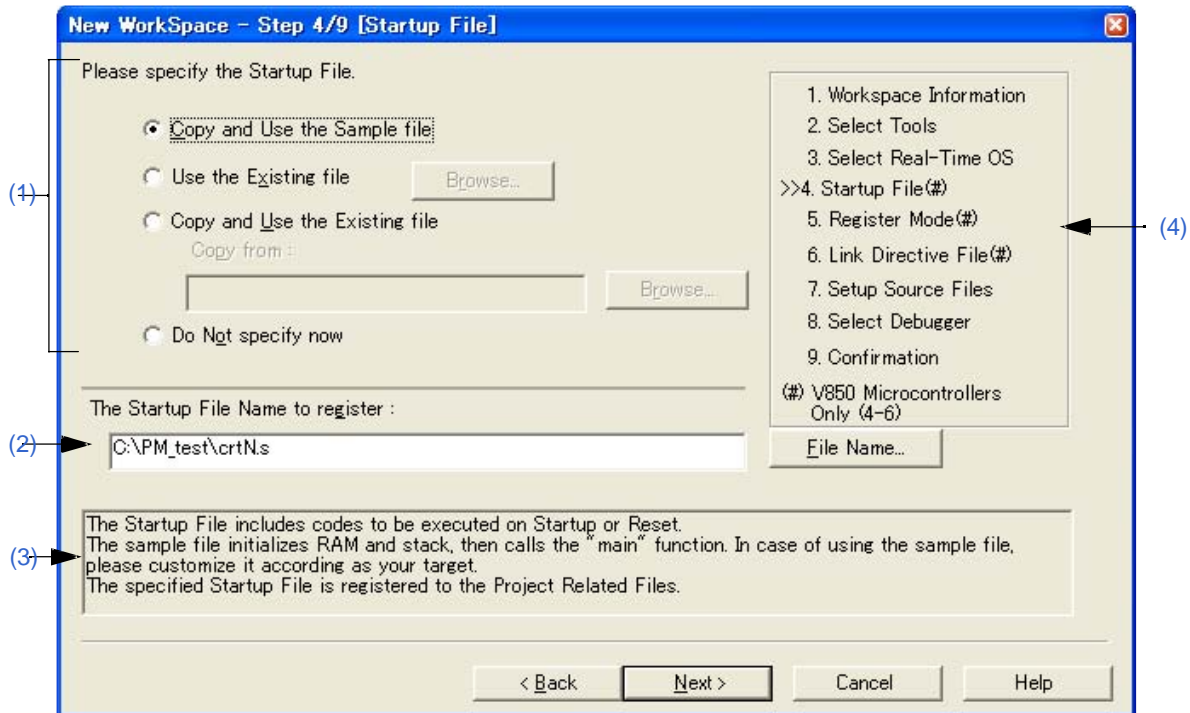 New WorkSpace - Step 4/9 [Startup File]
Please specify the Startup File.
Copy and Use the Sample file
Use the Existing file
Browse...
Copy and Use the Existing file
Copy from :
Browse...
Do Not specify now
(1)
The Startup File Name to register :
(2)
C:\PM_test\crtN.s
File Name...
1. Workspace Information
2. Select Tools
3. Select Real-Time OS
>>4. Startup File(#)
5. Register Mode(#)
6. Link Directive File(#)
7. Setup Source Files
8. Select Debugger
9. Confirmation
(#) V850 Microcontrollers
Only (4-6)
(4)
(3)
The Startup File includes codes to be executed on Startup or Reset.
The sample file initializes RAM and stack, then calls the "main" function. In case of using the sample file,
please customize it according as your target.
The specified Startup File is registered to the Project Related Files.
< Back
Next >
Cancel
Help